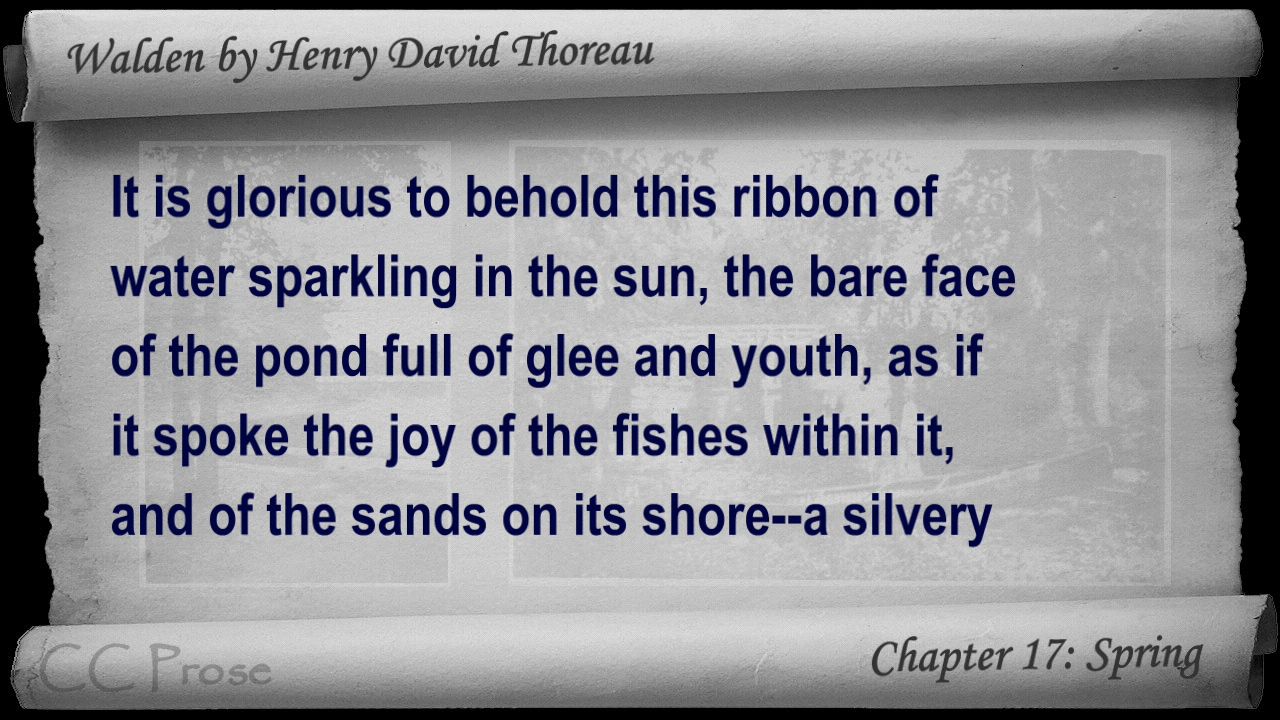 Walden by Henry David Thoreau
It is glorious to behold this ribbon of
water sparkling in the sun, the bare face
of the pond full of glee and youth, as if
it spoke the joy of the fishes within it,
and of the sands on its shore--a silvery
CC Prose
Chapter 17: Spring